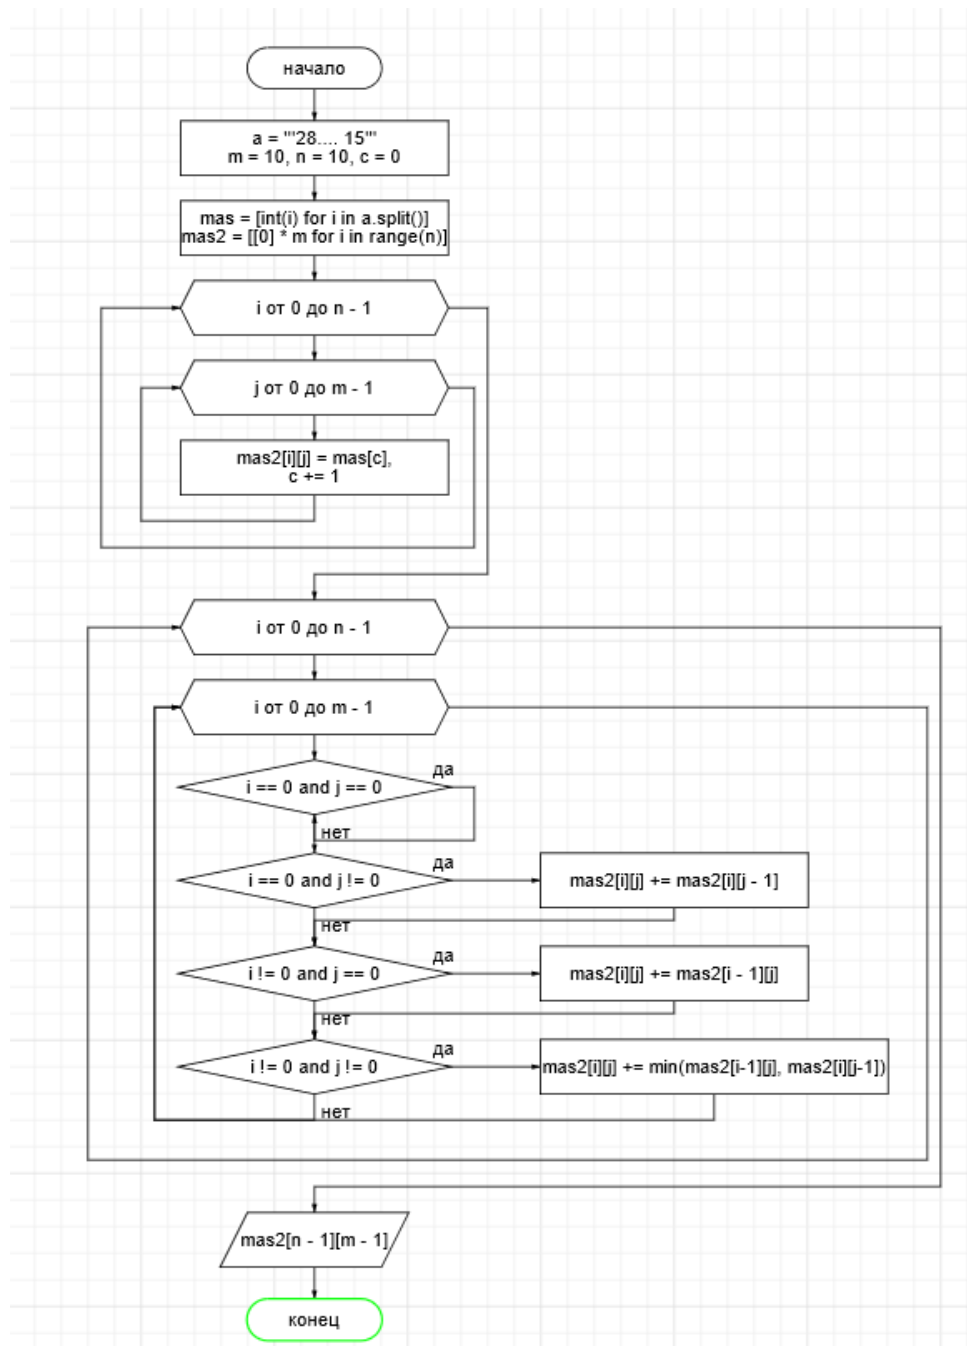 начало
a = '"28.... 15"'
m = 10, n = 10, c = 0
mas = [int(i) for i in a.split()]
mas2 = [[0] * m for i in range(n)]
i от 0 до n - 1
j от 0 до m - 1
mas2[i][j] = mas[c],
c += 1
i от 0 до n - 1
i от 0 до m - 1
i == 0 and j == 0
да
нет
i == 0 and j != 0
да
mas2[i][j] += mas2[i][j - 1]
нет
i != 0 and j == 0
да
mas2[i][j] += mas2[i - 1][j]
нет
i != 0 and j != 0
да
mas2[i][j] += min(mas2[i-1][j], mas2[i][j-1])
нет
mas2[n - 1][m - 1]
конец